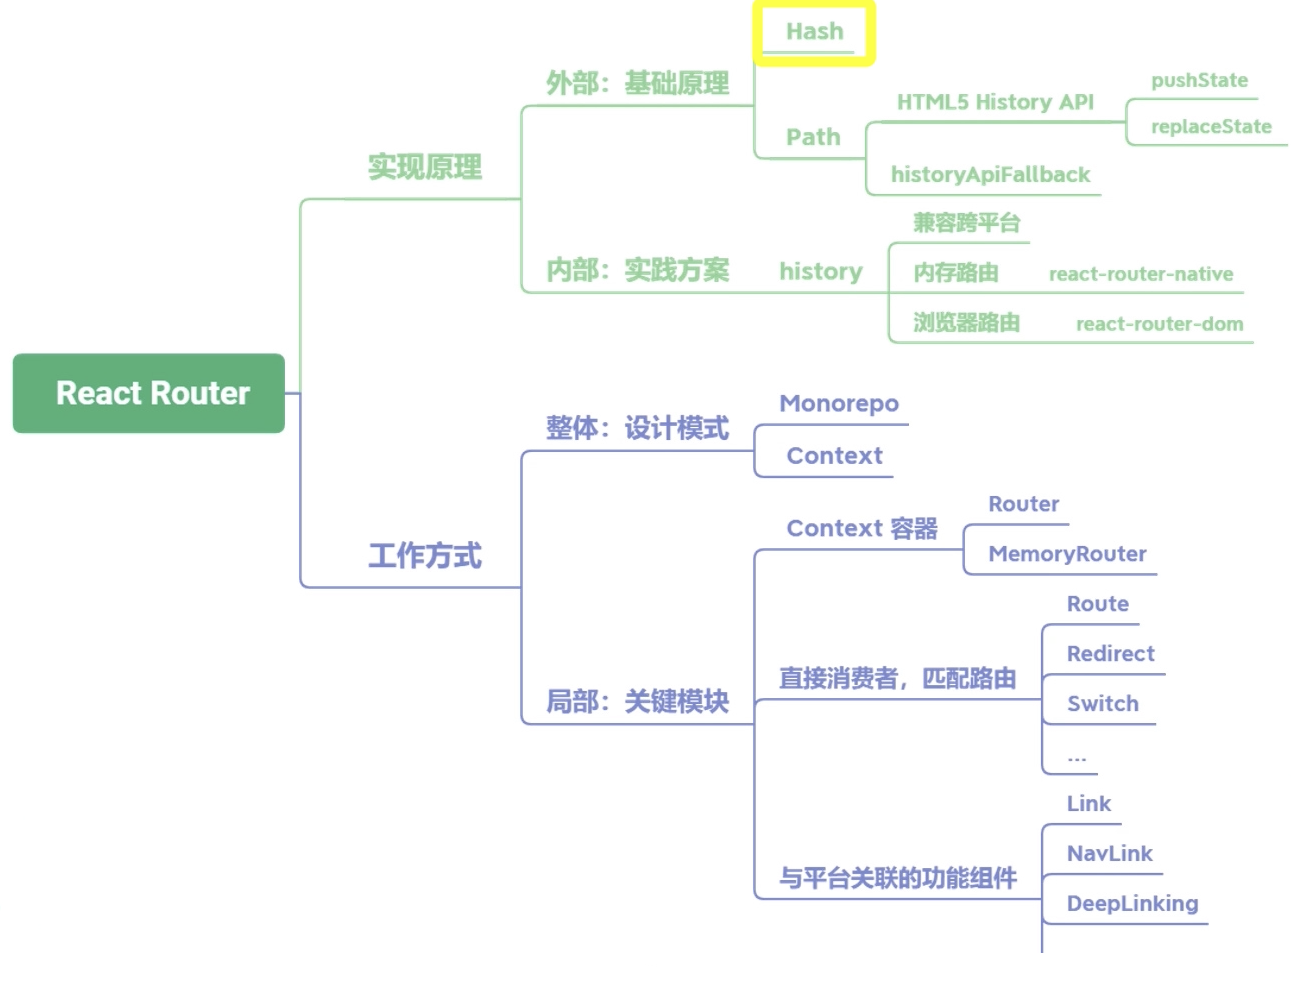 React Router
实现原理
外部：基础原理
Hash
Path
HTML5 History API
pushState
replaceState
historyApiFallback
内部：实践方案
history
兼容跨平台
内存路由
react-router-native
浏览器路由
react-router-dom
工作方式
整体：设计模式
Monorepo
Context
局部：关键模块
Context 容器
Router
MemoryRouter
直接消费者，匹配路由
Route
Redirect
Switch
...
与平台关联的功能组件
Link
NavLink
DeepLinking